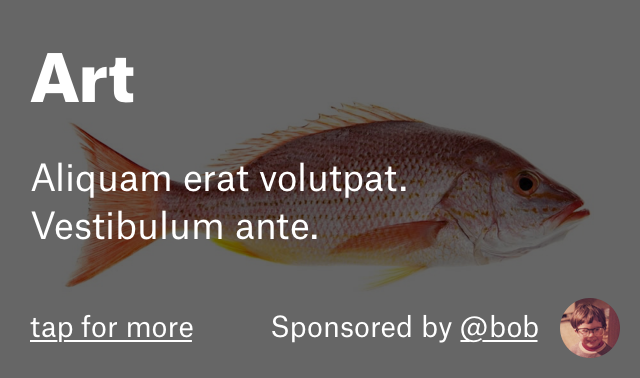 Art
Aliquam erat volutpat.
Vestibulum ante.
tap for more
Sponsored by @bob